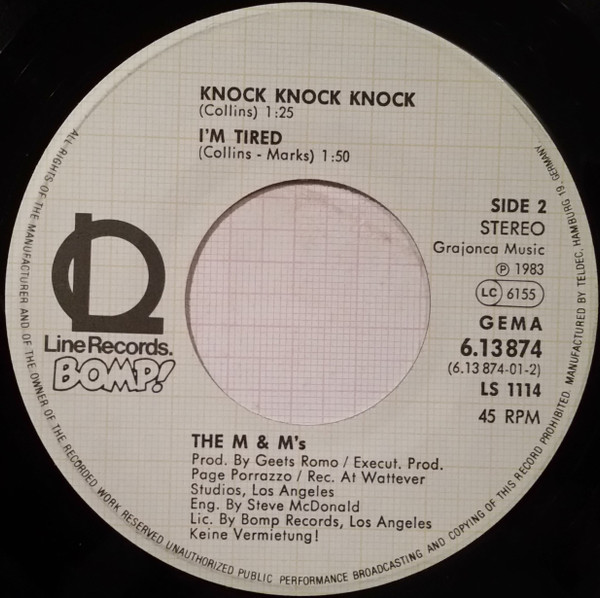 KNOCK KNOCK KNOCK
(Collins) 1:25
I'M TIRED
(Collins - Marks) 1:50
SIDE 2
STEREO
Grajonca Music
Ⓟ 1983
LC 6155
GEMA
6.13874
(6.13 874-01-2)
LS 1114
45 RPM
Line Records.
BOMP!
THE M & M's
Prod. By Geets Romo / Execut. Prod.
Page Porrazzo / Rec. At Wattever
Studios, Los Angeles
Eng. By Steve McDonald
Lic. By Bomp Records, Los Angeles
Keine Vermietung!
ALL RIGHTS OF THE MANUFACTURER AND OF THE OWNER OF THE RECORDED WORK RESERVED UNAUTHORIZED PUBLIC PERFORMANCE BROADCASTING AND COPYING OF THIS RECORD PROHIBITED. MANUFACTURED BY TELDEC, HAMBURG 19, GERMANY